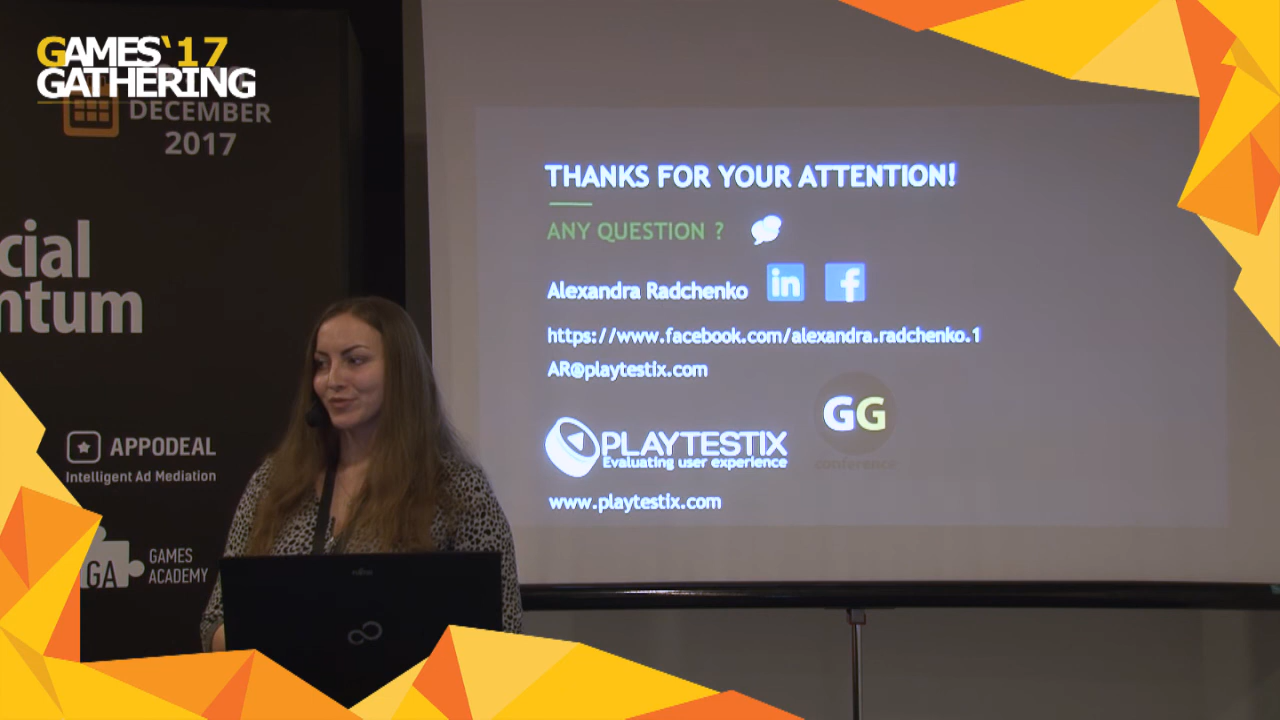 GAMES'17
GATHERING
DECEMBER
2017
cial
ntum
APPODEAL
Intelligent Ad Mediation
GA
GAMES
ACADEMY
THANKS FOR YOUR ATTENTION!
ANY QUESTION ?
Alexandra Radchenko in f
https://www.facebook.com/alexandra.radchenko.1
AR@playtestix.com
GG
conference
PLAYTESTIX
Evaluating user experience
www.playtestix.com
FUJITSU